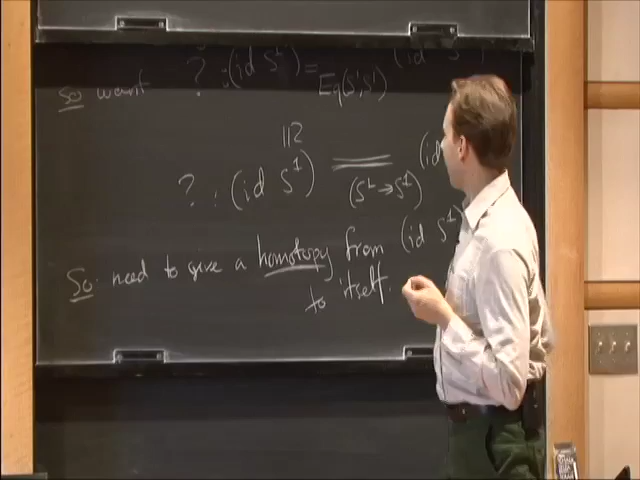 So want ? : (id S¹) = (id S¹)
Eq(S¹,S¹)
? : (id S¹) = (id
(S¹→S¹)
So need to give a homotopy from (id S¹)
to itself.